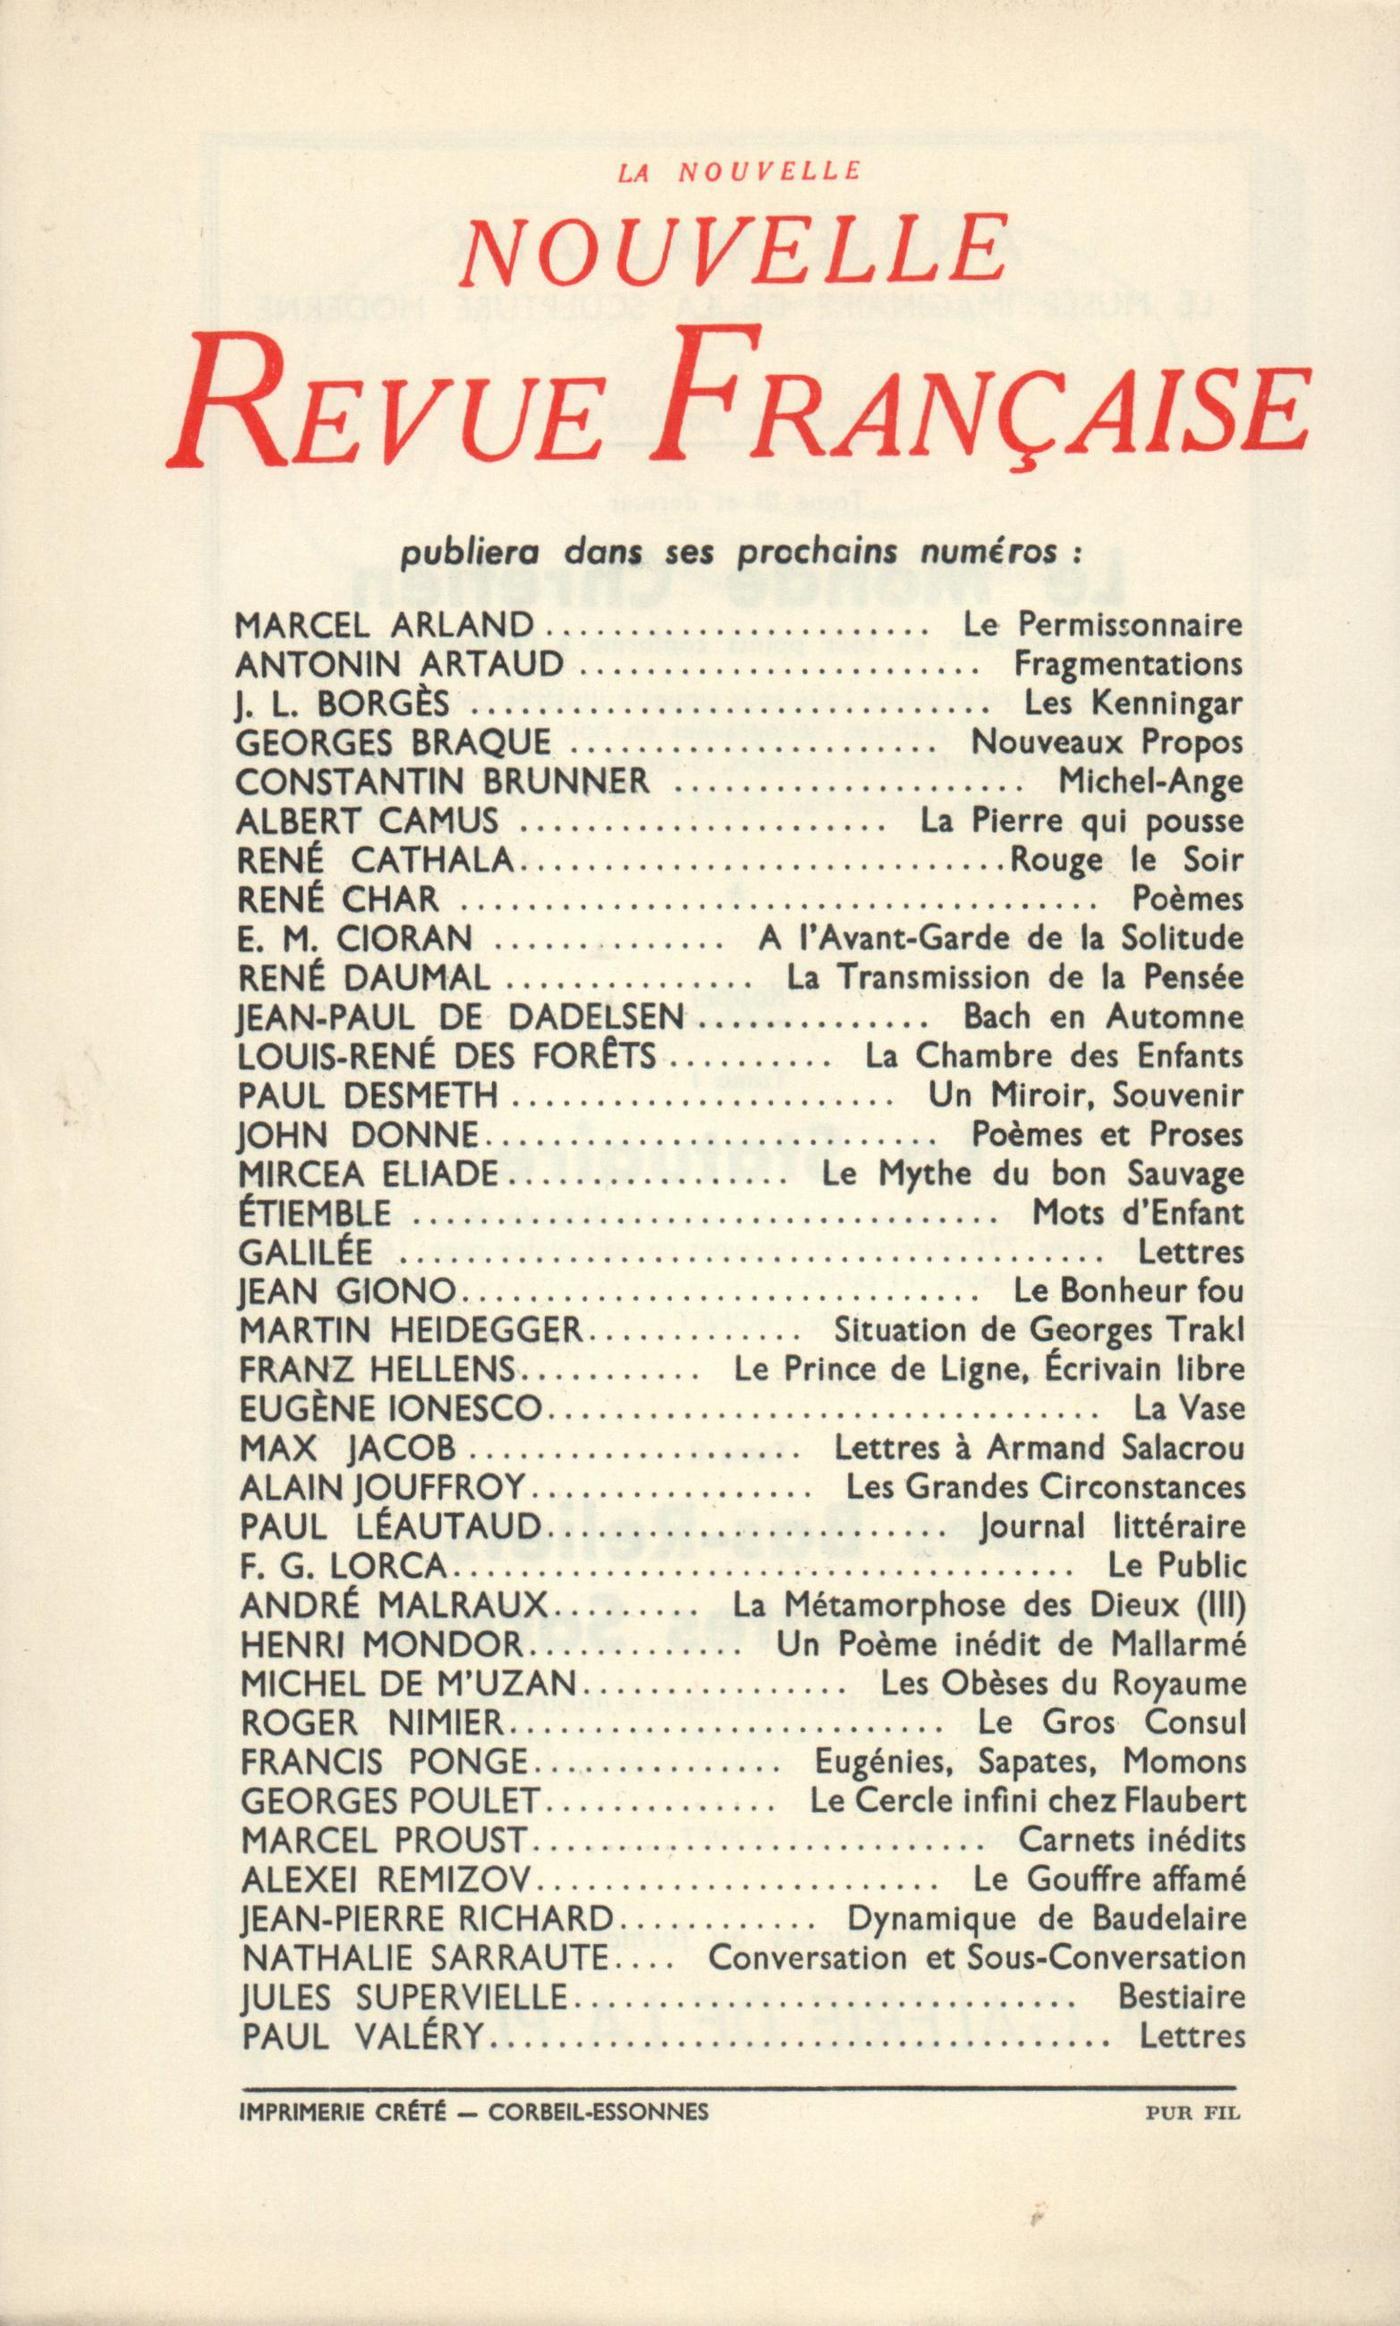 LA NOUVELLE
NOUVELLE
REVUE FRANÇAISE
publiera dans ses prochains numéros :
MARCEL ARLAND ....................... Le Permissonnaire
ANTONIN ARTAUD ........................ Fragmentations
J. L. BORGÈS ............................... Les Kenningar
GEORGES BRAQUE ...................... Nouveaux Propos
CONSTANTIN BRUNNER ..................... Michel-Ange
ALBERT CAMUS ...................... La Pierre qui pousse
RENÉ CATHALA.............................Rouge le Soir
RENÉ CHAR ...................................... Poèmes
E. M. CIORAN .............. A l'Avant-Garde de la Solitude
RENÉ DAUMAL ............... La Transmission de la Pensée
JEAN-PAUL DE DADELSEN .............. Bach en Automne
LOUIS-RENÉ DES FORÊTS .......... La Chambre des Enfants
PAUL DESMETH ....................... Un Miroir, Souvenir
JOHN DONNE........................... Poèmes et Proses
MIRCEA ELIADE................. Le Mythe du bon Sauvage
ÉTIEMBLE ................................... Mots d'Enfant
GALILÉE .......................................... Lettres
JEAN GIONO............................... Le Bonheur fou
MARTIN HEIDEGGER............. Situation de Georges Trakl
FRANZ HELLENS........... Le Prince de Ligne, Écrivain libre
EUGÈNE IONESCO................................. La Vase
MAX JACOB .................... Lettres à Armand Salacrou
ALAIN JOUFFROY................. Les Grandes Circonstances
PAUL LÉAUTAUD........................ Journal littéraire
F. G. LORCA..................................... Le Public
ANDRÉ MALRAUX......... La Métamorphose des Dieux (III)
HENRI MONDOR............. Un Poème inédit de Mallarmé
MICHEL DE M'UZAN................ Les Obèses du Royaume
ROGER NIMIER.......................... Le Gros Consul
FRANCIS PONGE............... Eugénies, Sapates, Momons
GEORGES POULET.............. Le Cercle infini chez Flaubert
MARCEL PROUST........................... Carnets inédits
ALEXEI REMIZOV........................ Le Gouffre affamé
JEAN-PIERRE RICHARD............ Dynamique de Baudelaire
NATHALIE SARRAUTE.... Conversation et Sous-Conversation
JULES SUPERVIELLE.............................. Bestiaire
PAUL VALÉRY..................................... Lettres
IMPRIMERIE CRÉTÉ — CORBEIL-ESSONNES PUR FIL